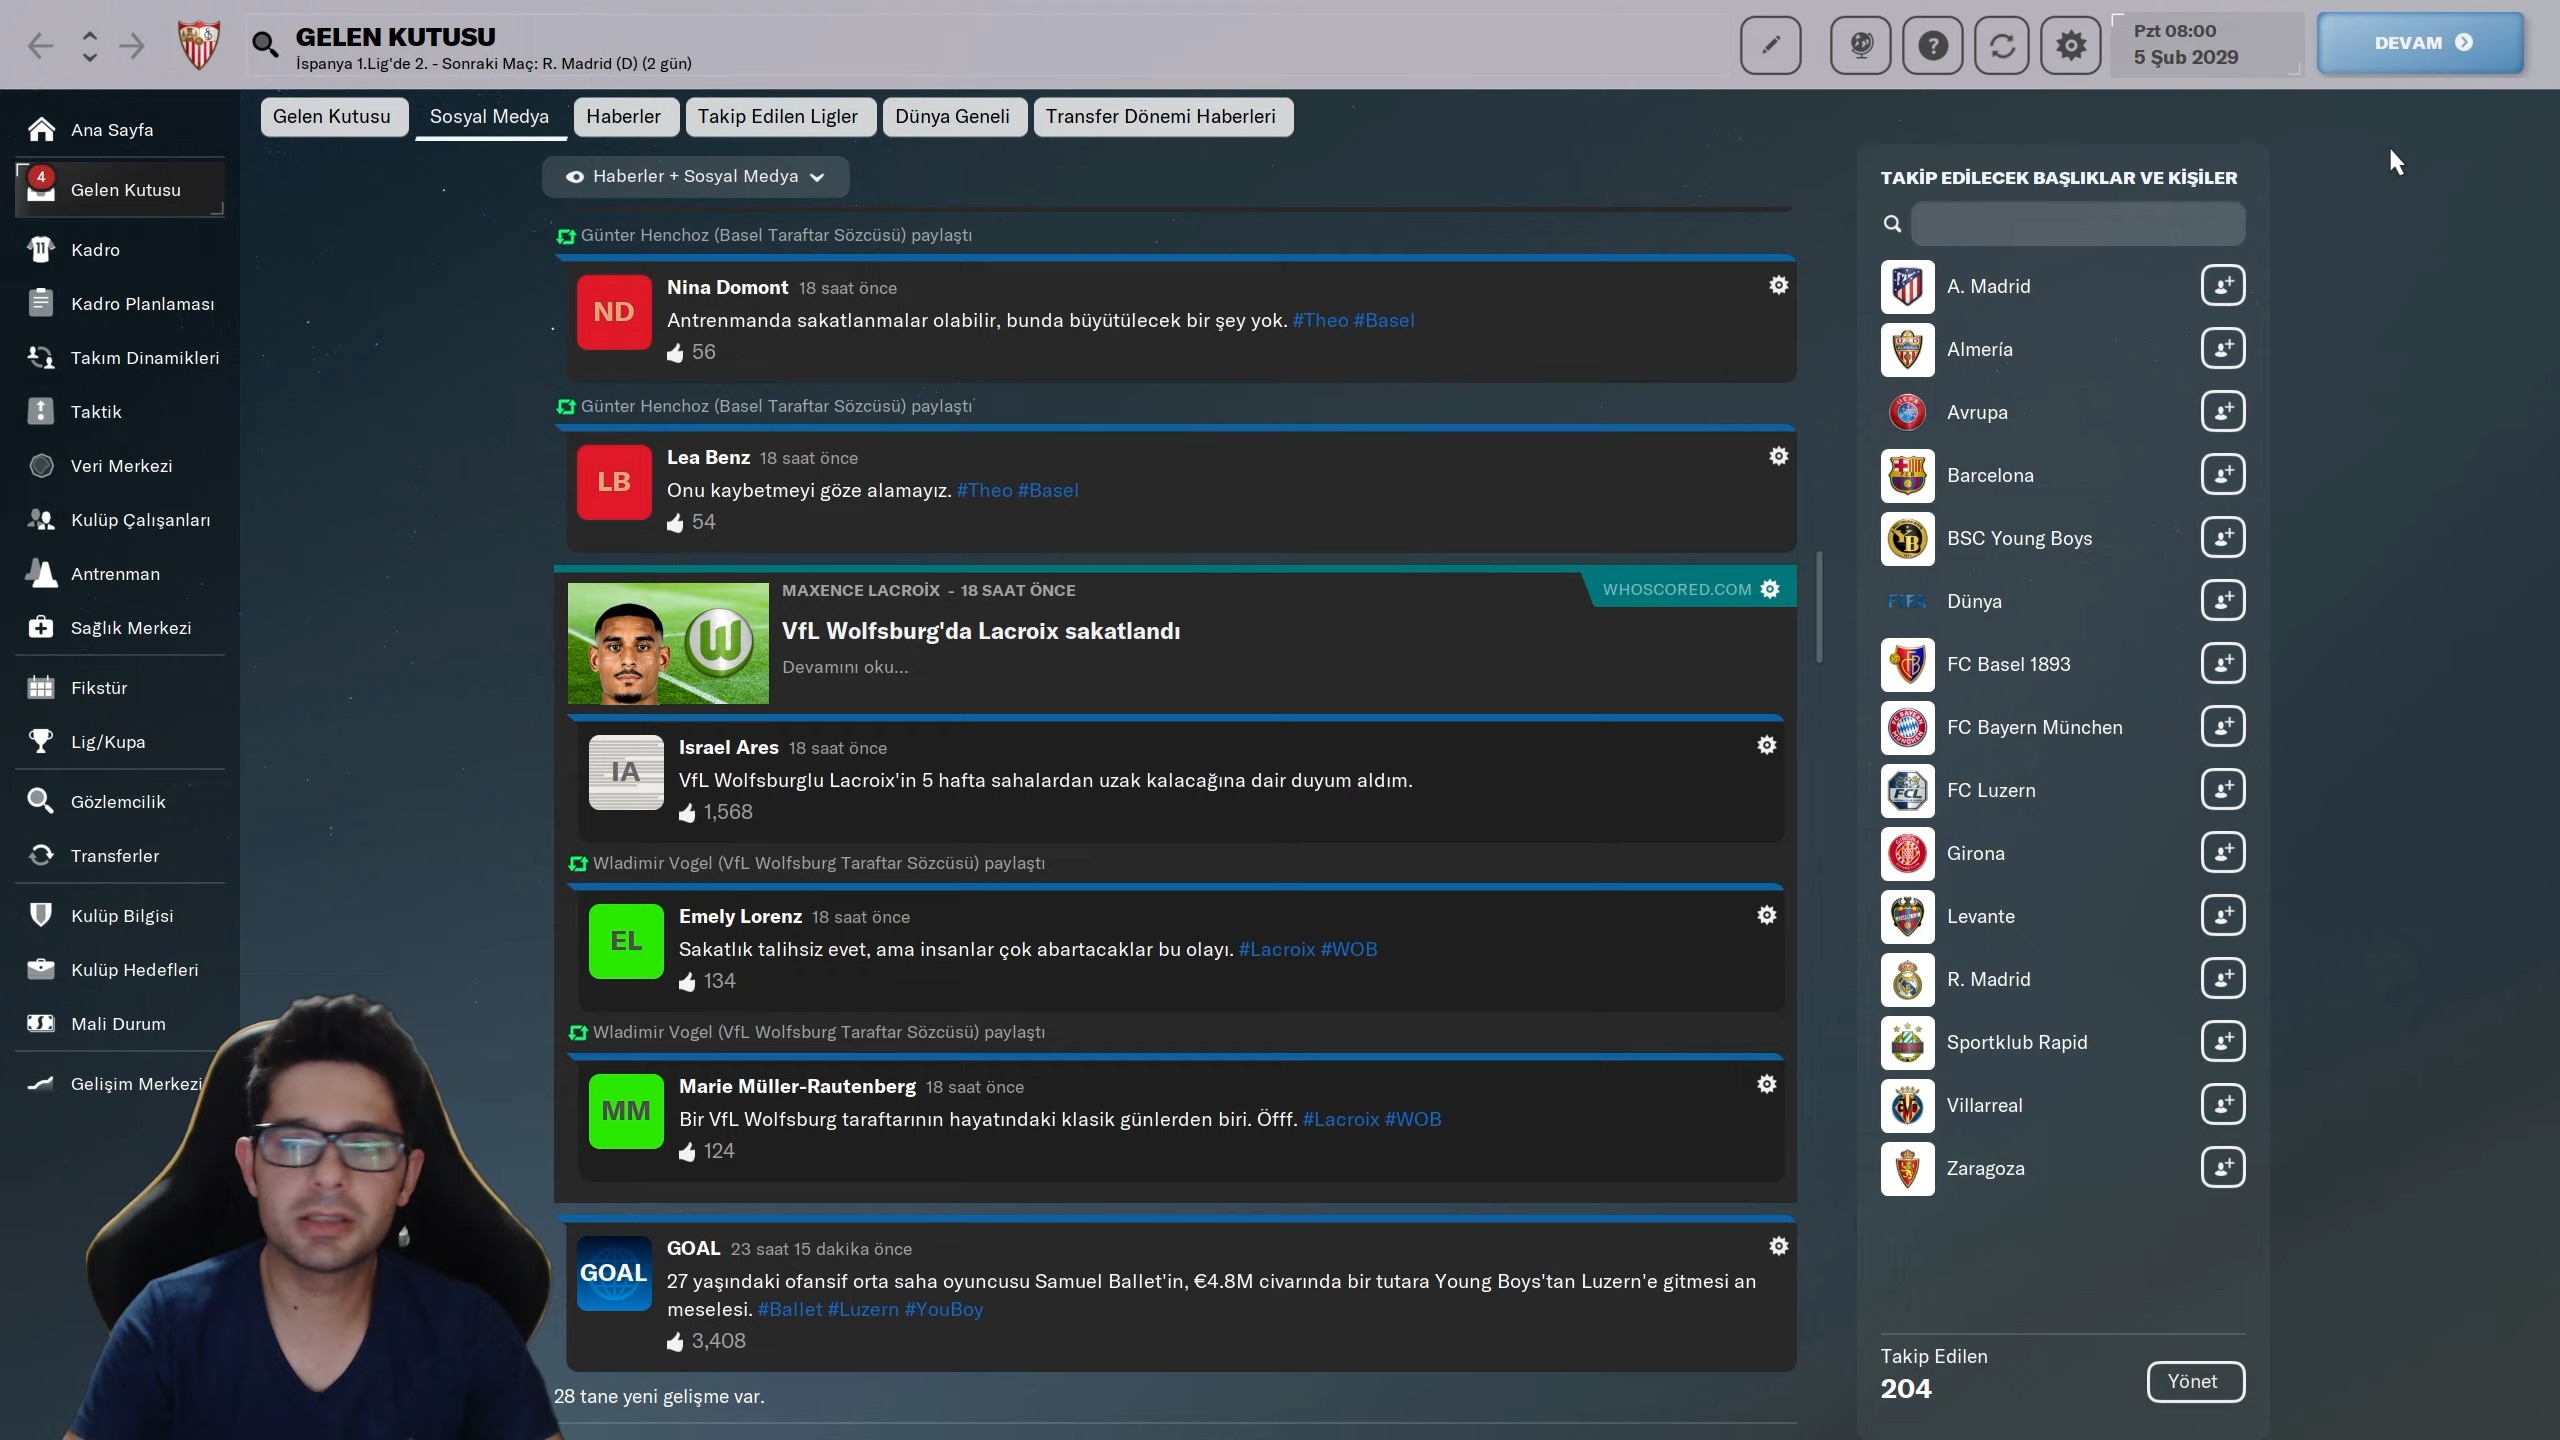 GELEN KUTUSU
İspanya 1.Lig'de 2. - Sonraki Maç: R. Madrid (D) (2 gün)
Pzt 08:00
5 Şub 2029
DEVAM
Ana Sayfa
4
Gelen Kutusu
Kadro
Kadro Planlaması
Takım Dinamikleri
Taktik
Veri Merkezi
Kulüp Çalışanları
Antrenman
Sağlık Merkezi
Fikstür
Lig/Kupa
Gözlemcilik
Transferler
Kulüp Bilgisi
Kulüp Hedefleri
Mali Durum
Gelişim Merkezi
Gelen Kutusu
Sosyal Medya
Haberler
Takip Edilen Ligler
Dünya Geneli
Transfer Dönemi Haberleri
Haberler + Sosyal Medya
Günter Henchoz (Basel Taraftar Sözcüsü) paylaştı
ND
Nina Domont 18 saat önce
Antrenmanda sakatlanmalar olabilir, bunda büyütülecek bir şey yok. #Theo #Basel
56
Günter Henchoz (Basel Taraftar Sözcüsü) paylaştı
LB
Lea Benz 18 saat önce
Onu kaybetmeyi göze alamayız. #Theo #Basel
54
MAXENCE LACROİX - 18 SAAT ÖNCE
WHOSCORED.COM
VfL Wolfsburg'da Lacroix sakatlandı
Devamını oku...
IA
Israel Ares 18 saat önce
VfL Wolfsburglu Lacroix'in 5 hafta sahalardan uzak kalacağına dair duyum aldım.
1,568
Wladimir Vogel (VfL Wolfsburg Taraftar Sözcüsü) paylaştı
EL
Emely Lorenz 18 saat önce
Sakatlık talihsiz evet, ama insanlar çok abartacaklar bu olayı. #Lacroix #WOB
134
Wladimir Vogel (VfL Wolfsburg Taraftar Sözcüsü) paylaştı
MM
Marie Müller-Rautenberg 18 saat önce
Bir VfL Wolfsburg taraftarının hayatındaki klasik günlerden biri. Öfff. #Lacroix #WOB
124
GOAL
GOAL 23 saat 15 dakika önce
27 yaşındaki ofansif orta saha oyuncusu Samuel Ballet'in, €4.8M civarında bir tutara Young Boys'tan Luzern'e gitmesi an
meselesi. #Ballet #Luzern #YouBoy
3,408
28 tane yeni gelişme var.
TAKİP EDİLECEK BAŞLIKLAR VE KİŞİLER
A. Madrid
Almería
Avrupa
Barcelona
BSC Young Boys
FIFA
Dünya
FC Basel 1893
FC Bayern München
FCL
FC Luzern
Girona
Levante
R. Madrid
Sportklub Rapid
Villarreal
Zaragoza
Takip Edilen
204
Yönet